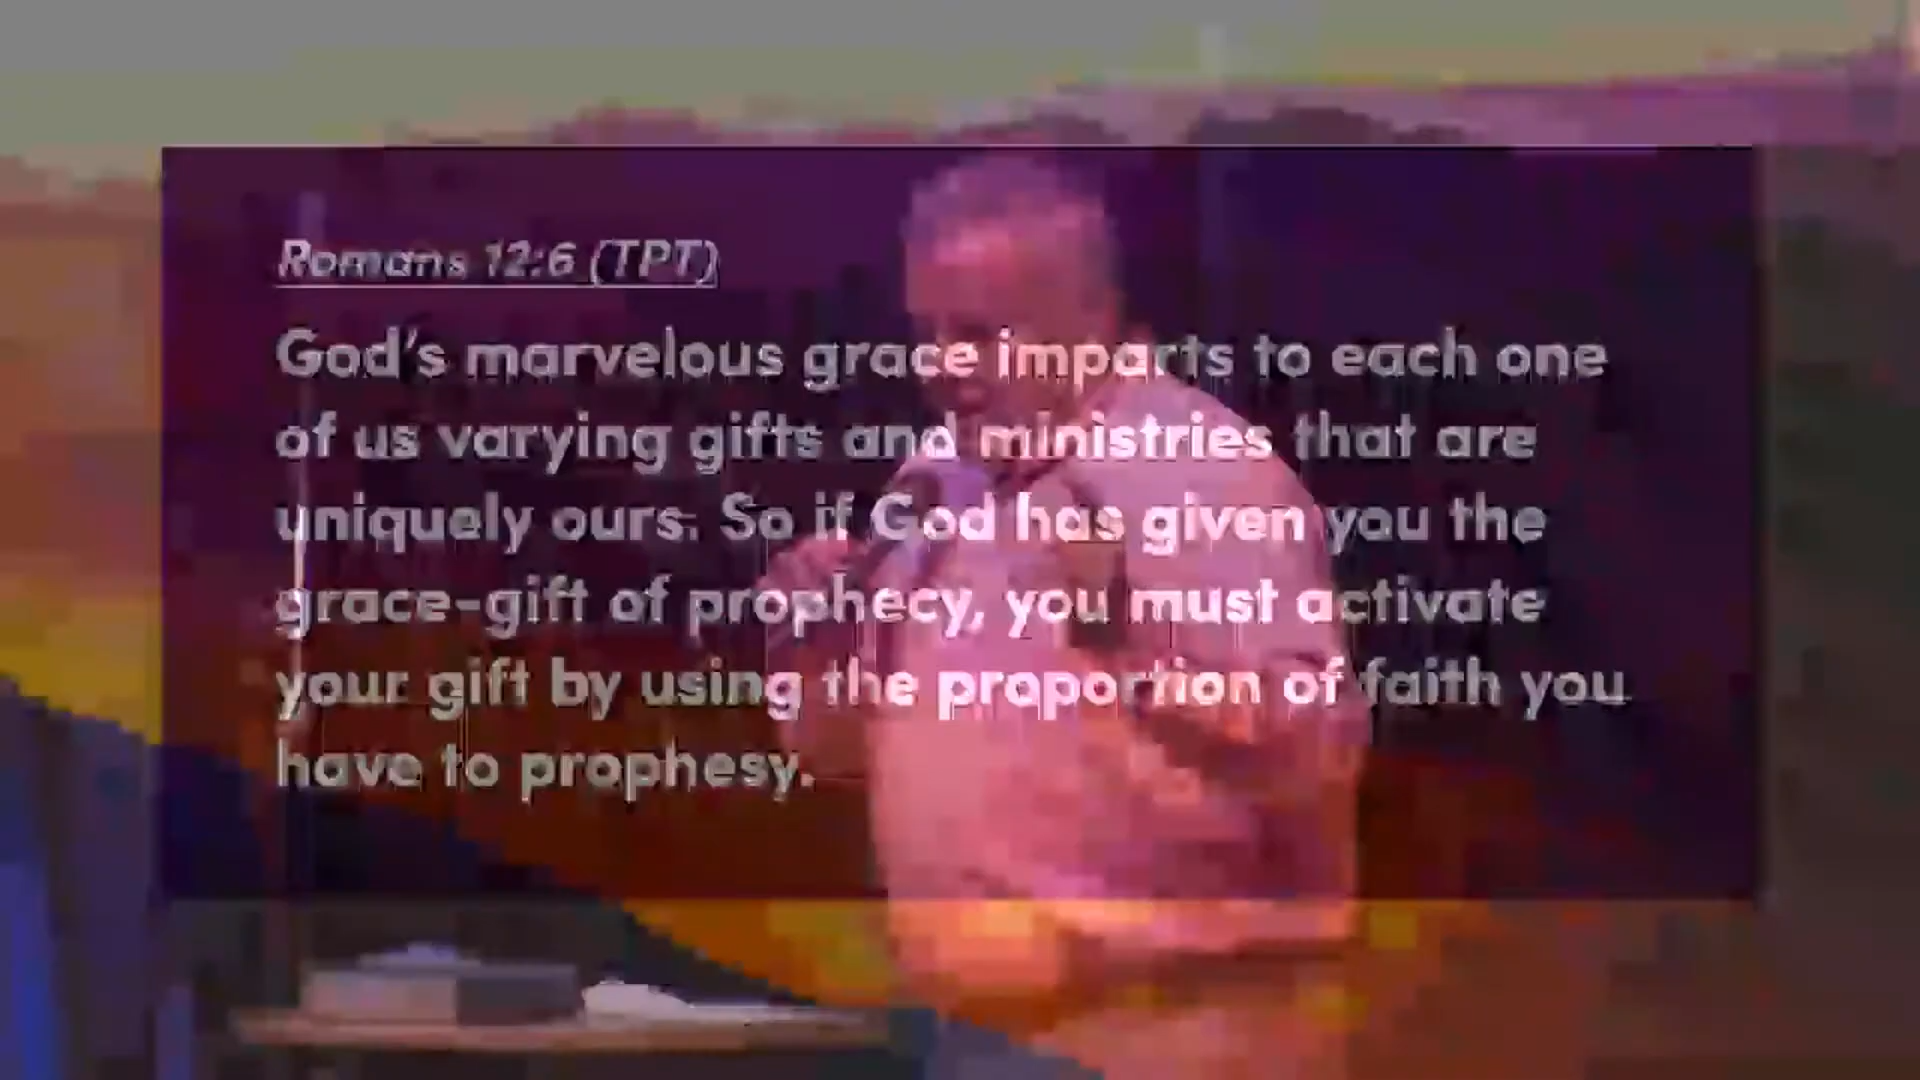 Romans 12:6 (TPT)
God's marvelous grace imparts to each one
of us varying gifts and ministries that are
uniquely ours. So if God has given you the
grace-gift of prophecy, you must activate
your gift by using the proportion of faith you
have to prophesy.